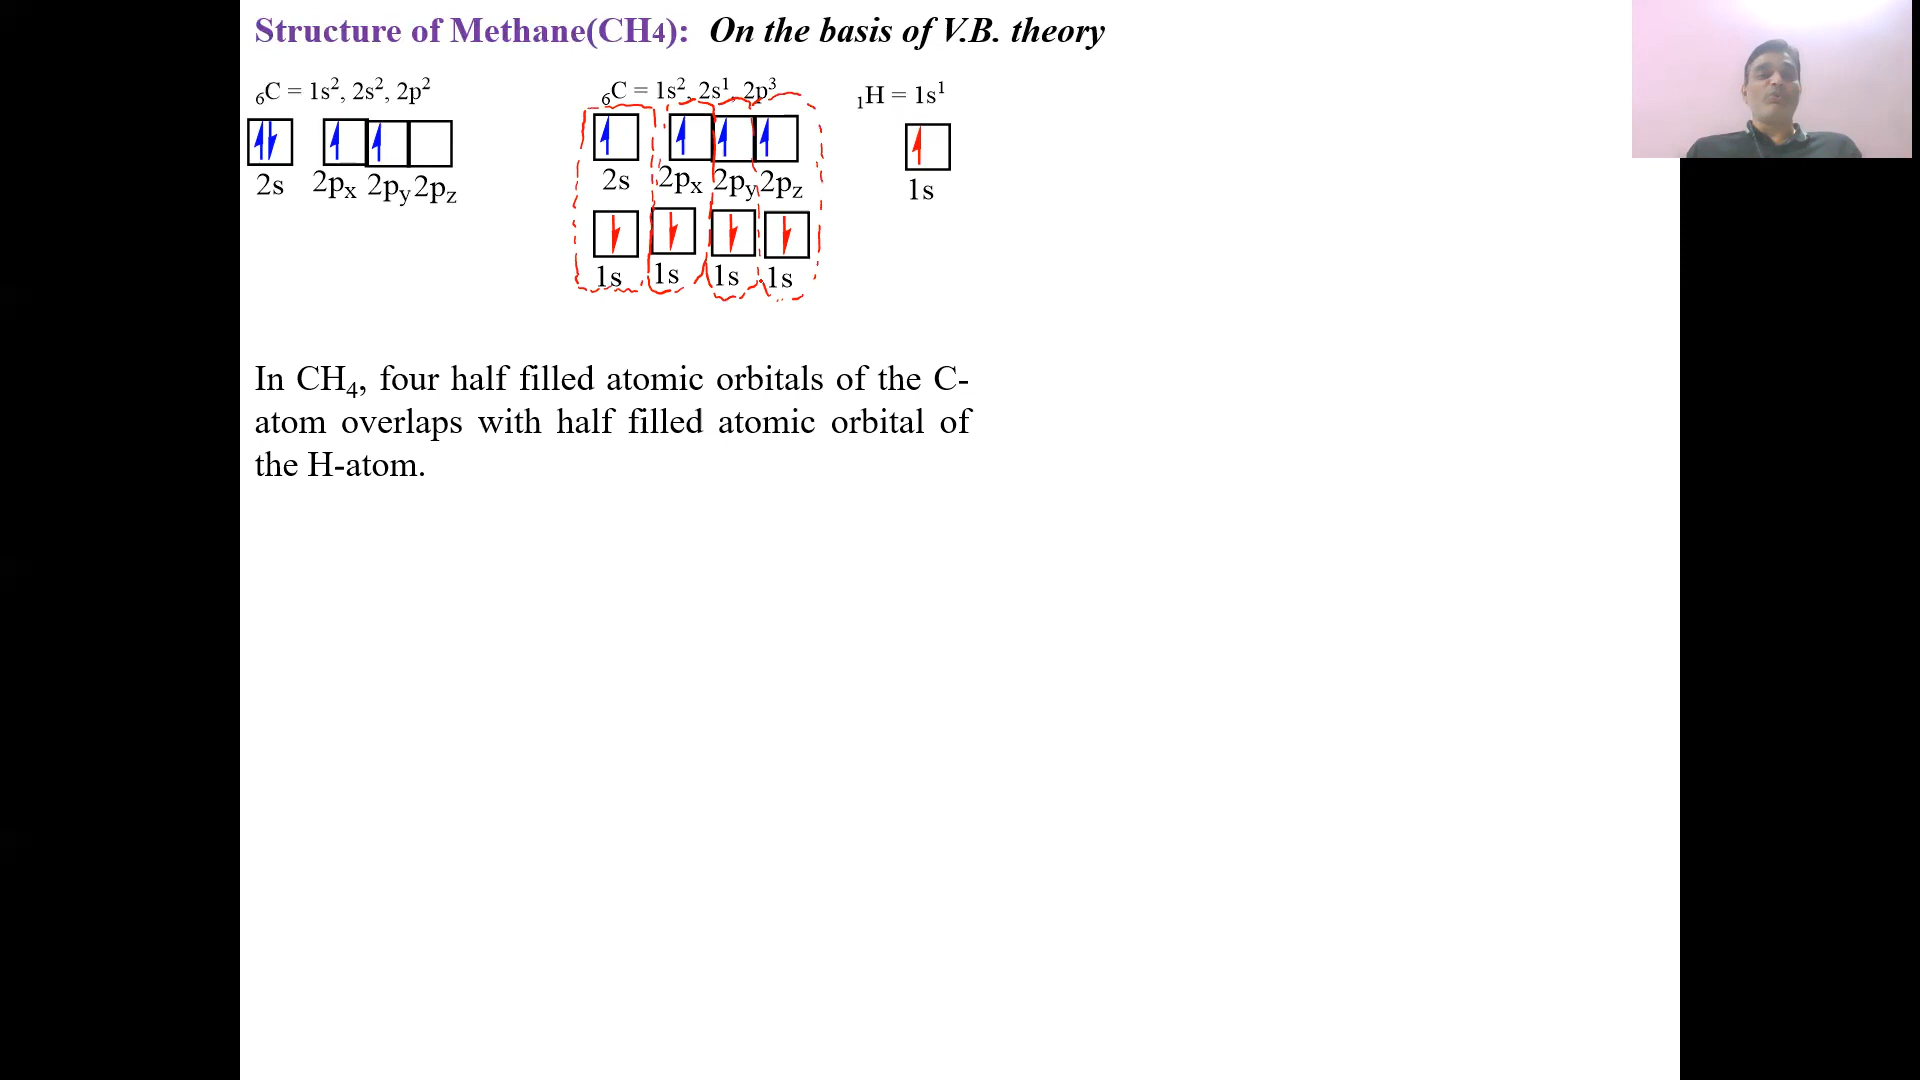 Structure of Methane(CH4): On the basis of V.B. theory
₆C = 1s², 2s², 2p² ₆C = 1s², 2s¹, 2p³ ₁H = 1s¹
2s 2pₓ 2py 2pz 2s 2pₓ 2py 2pz 1s
1s 1s 1s 1s
In CH₄, four half filled atomic orbitals of the C-
atom overlaps with half filled atomic orbital of
the H-atom.